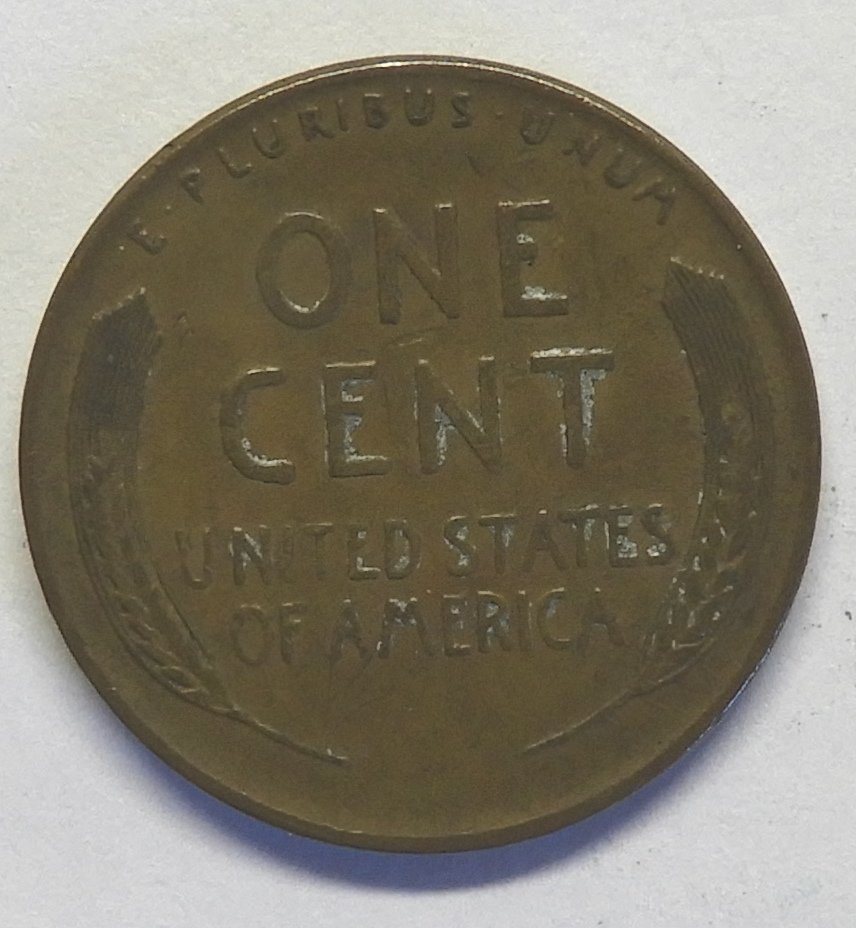 E · PLURIBUS · UNUM
ONE
CENT
UNITED STATES
OF AMERICA